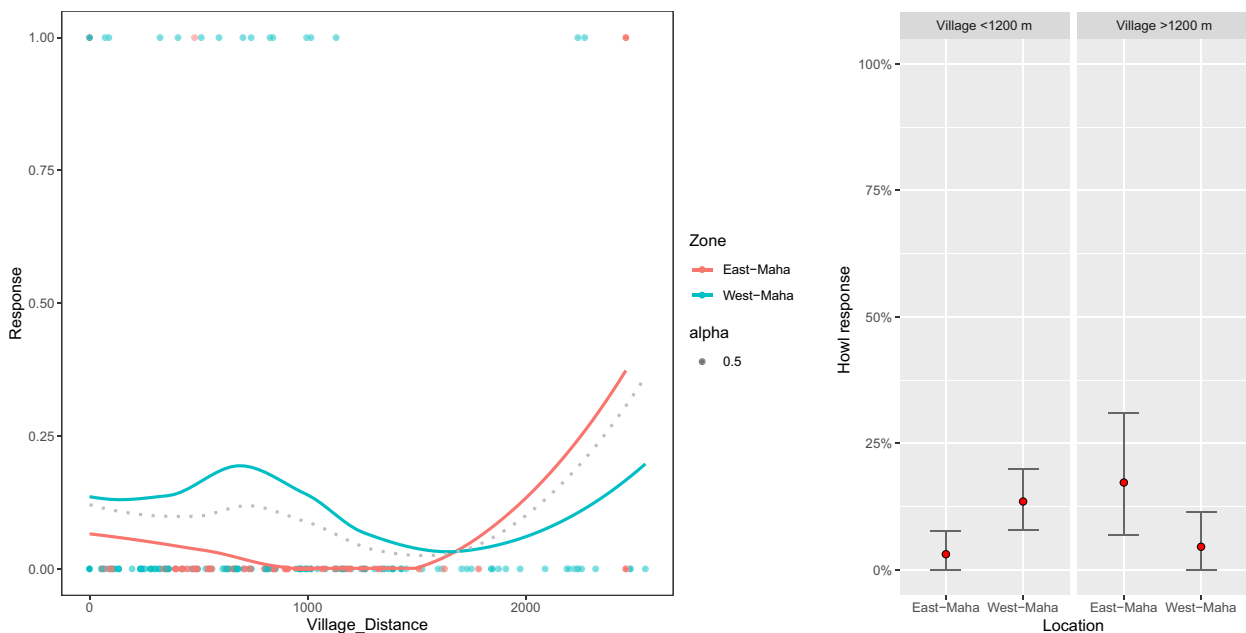 1.00
0.75
0.50
0.25
0.00
Response
0
1000
2000
Village_Distance
Zone
East−Maha
West−Maha
alpha
0.5
Village <1200 m
Village >1200 m
100%
75%
50%
25%
0%
Howl response
East−Maha
West−Maha
East−Maha
West−Maha
Location